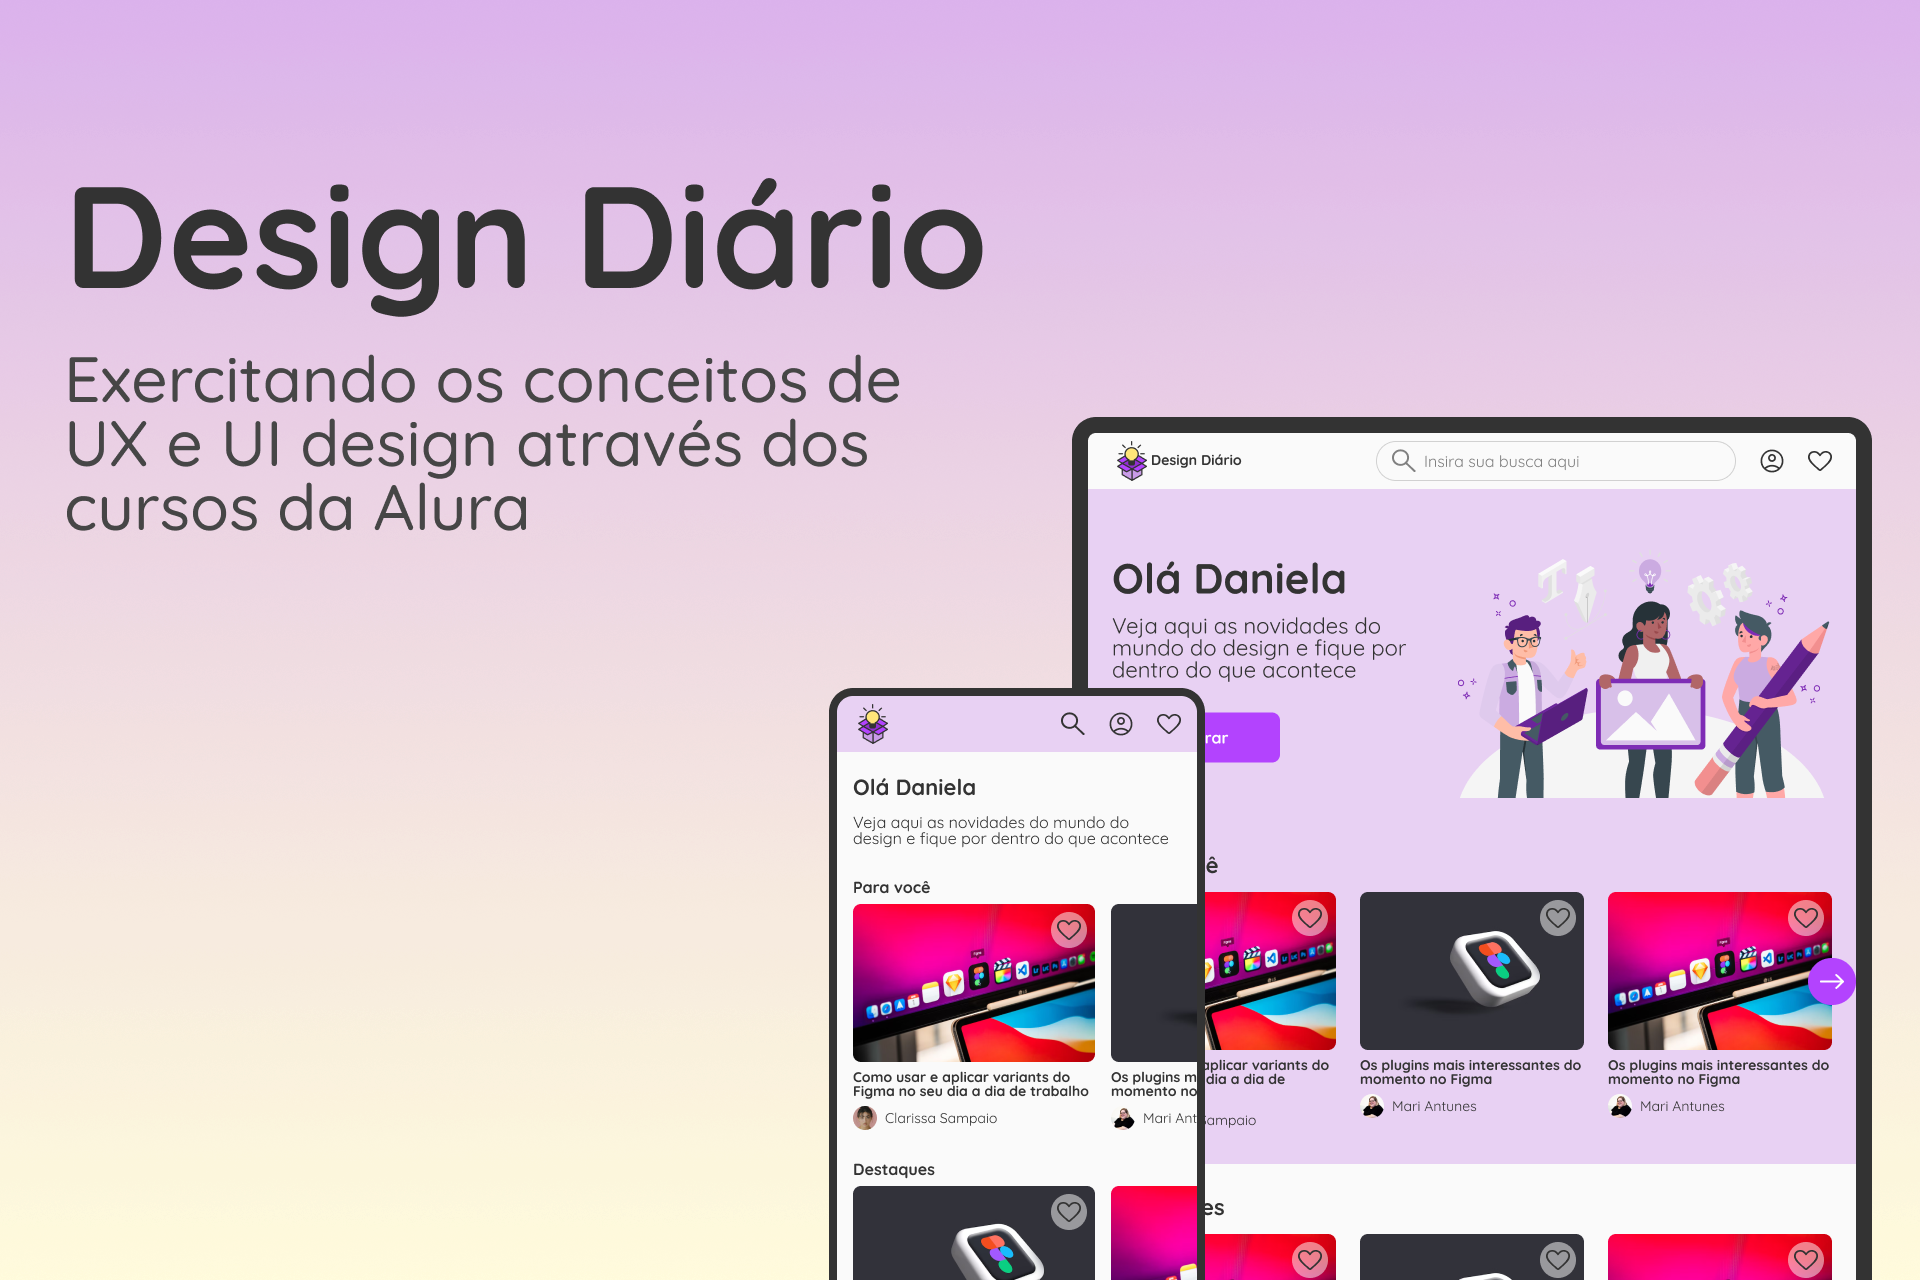 Design Diário
Exercitando os conceitos de
UX e UI design através dos
cursos da Alura
Design Diário
Insira sua busca aqui
Olá Daniela
Veja aqui as novidades do
mundo do design e fique por
dentro do que acontece
rar
ê
aplicar variants do
dia a dia de
Sampaio
Os plugins mais interessantes do
momento no Figma
Mari Antunes
Os plugins mais interessantes do
momento no Figma
Mari Antunes
es
Olá Daniela
Veja aqui as novidades do mundo do
design e fique por dentro do que acontece
Para você
Como usar e aplicar variants do
Figma no seu dia a dia de trabalho
Clarissa Sampaio
Os plugins m
momento no
Mari Ant
Destaques